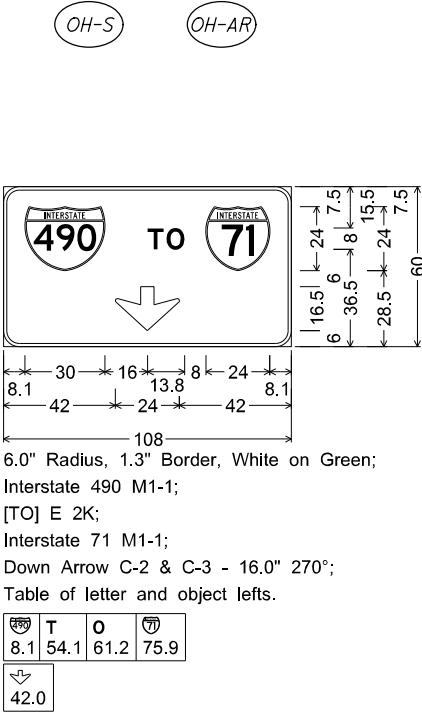 OH-S OH-AR
INTERSTATE
490
TO
INTERSTATE
71
7.5 15.5 7.5
24 8 24
60
6
16.5 36.5 28.5
6
30 16 8 24
8.1 13.8 8.1
42 24 42
108
6.0" Radius, 1.3" Border, White on Green;
Interstate 490 M1-1;
[TO] E 2K;
Interstate 71 M1-1;
Down Arrow C-2 & C-3 - 16.0" 270°;
Table of letter and object lefts.
490 T O 71
8.1 54.1 61.2 75.9
42.0